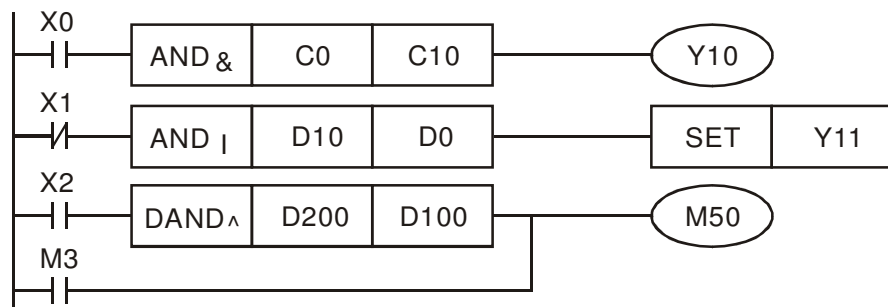 X0
AND & C0 C10 Y10
X1
AND | D10 D0 SET Y11
X2
DAND ^ D200 D100 M50
M3